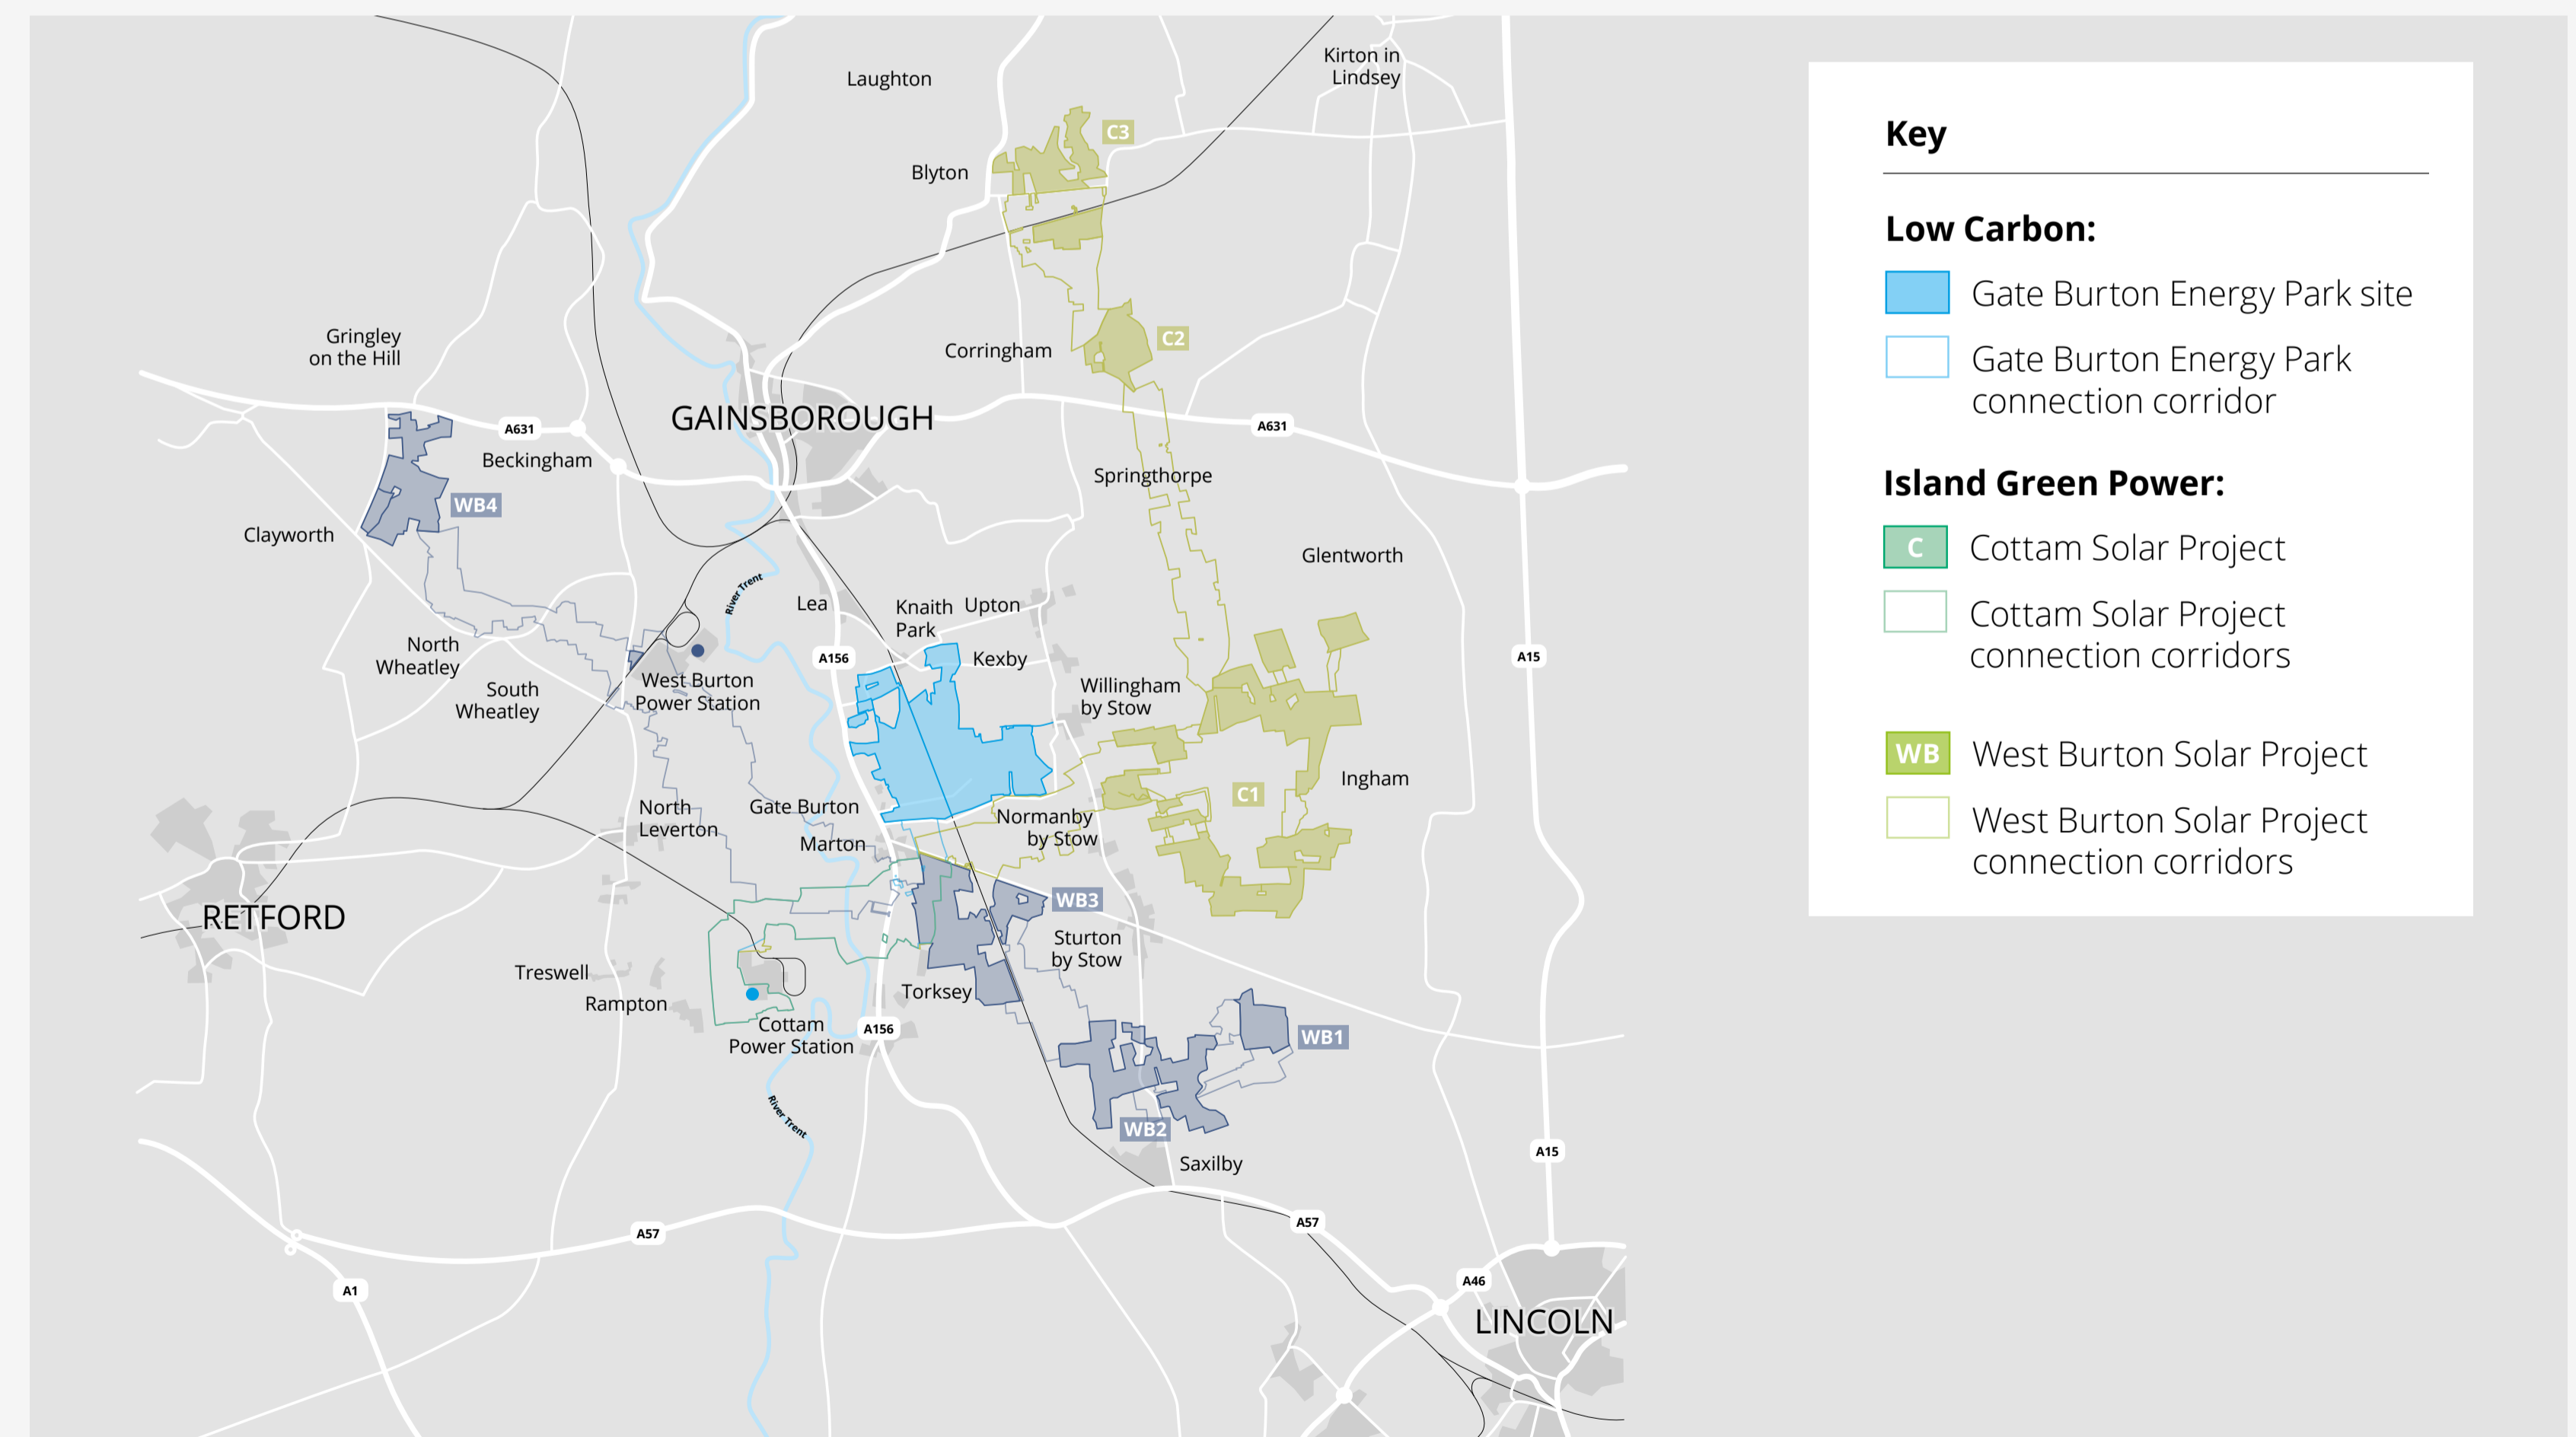 Kirton in
Lindsey
Laughton
C3
Blyton
Gringley
on the Hill
C2
Corringham
GAINSBOROUGH
A631
A631
Beckingham
Springthorpe
WB4
Clayworth
Glentworth
River Trent
Lea
Knaith
Park
Upton
North
Wheatley
A156
Kexby
A15
West Burton
Power Station
South
Wheatley
Willingham
by Stow
Ingham
C1
North
Leverton
Gate Burton
Normanby
by Stow
Marton
WB3
RETFORD
Sturton
by Stow
Treswell
Rampton
Torksey
Cottam
Power Station
A156
WB1
River Trent
WB2
Saxilby
A15
A57
A57
A1
A46
LINCOLN
Key
Low Carbon:
Gate Burton Energy Park site
Gate Burton Energy Park
connection corridor
Island Green Power:
C Cottam Solar Project
Cottam Solar Project
connection corridors
WB West Burton Solar Project
West Burton Solar Project
connection corridors